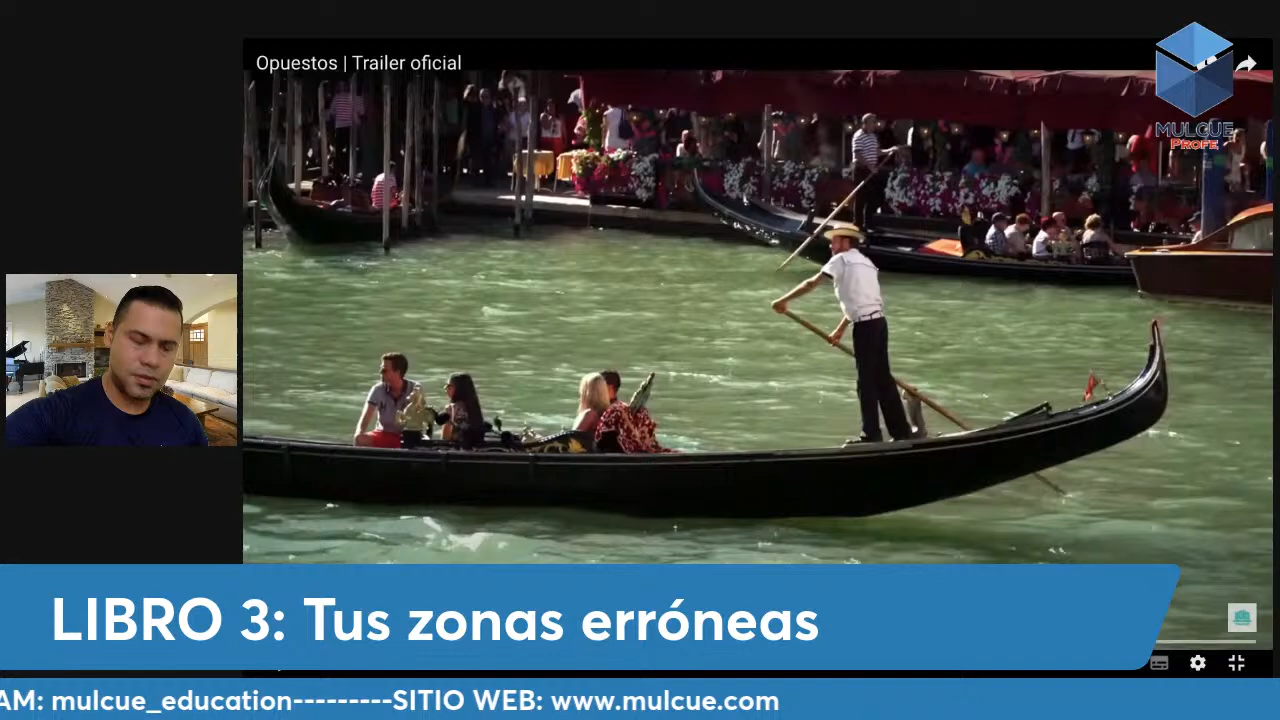 Opuestos | Trailer oficial
MULCUE
PROFE
LIBRO 3: Tus zonas erróneas
AM: mulcue_education---------SITIO WEB: www.mulcue.com